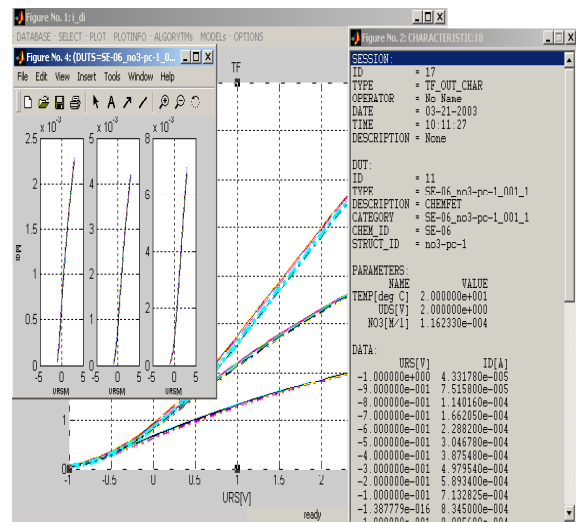 Figure No. 1: i_di
DATABASE · SELECT · PLOT PLOTINFO · ALGORYTMs MODELs · OPTIONS
Figure No. 4: (DUTS=SE-06_no3-pc-1_0...
File Edit View Insert Tools Window Help
x 10^-3 x 10^-3 x 10^-3
2.5 5 8
2 4 6
1.5 3
4
1 2
0.5 1 2
0 0 0
-5 0 5 -5 0 5 -5 0 5
URS[V] URS[V] URS[V]
TF
1
0
-1 -0.5 0 0.5 1 1.5 2
URS[V]
ready
Figure No. 2: CHARACTERISTIC:18
SESSION:
ID = 17
TYPE = TF_OUT_CHAR
OPERATOR = No Name
DATE = 03-21-2003
TIME = 10:11:27
DESCRIPTION = None
DUT:
ID = 11
TYPE = SE-06_no3-pc-1_001_1
DESCRIPTION = CHEMFET
CATEGORY = SE-06_no3-pc-1_001_1
CHEM_ID = SE-06
STRUCT_ID = no3-pc-1
PARAMETERS:
NAME VALUE
TEMP[deg C] 2.000000e+001
UDS[V] 2.000000e+000
NO3[M/l] 1.162330e-004
DATA:
URS[V] ID[A]
-1.000000e+000 4.331780e-005
-9.000000e-001 7.515800e-005
-8.000000e-001 1.140160e-004
-7.000000e-001 1.662050e-004
-6.000000e-001 2.288200e-004
-5.000000e-001 3.046780e-004
-4.000000e-001 3.875480e-004
-3.000000e-001 4.979540e-004
-2.000000e-001 5.893400e-004
-1.000000e-001 7.132825e-004
-1.387779e-016 8.345000e-004